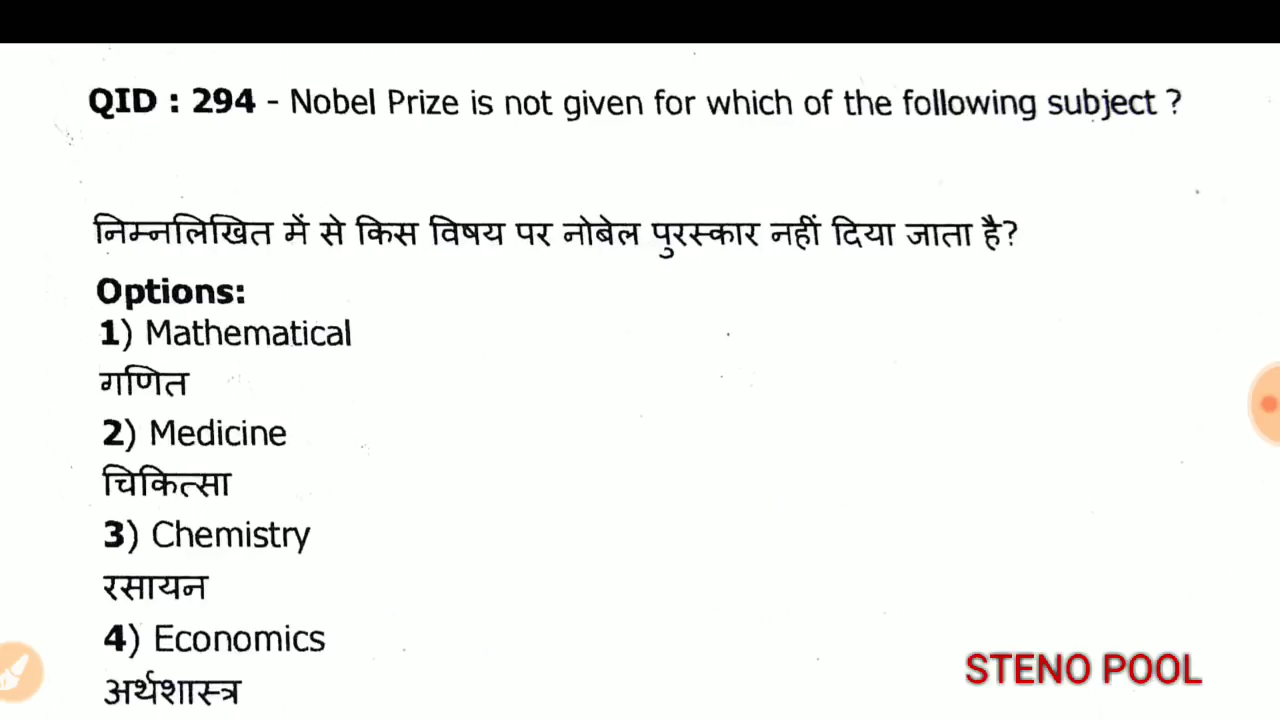 QID : 294 - Nobel Prize is not given for which of the following subject ?
निम्नलिखित में से किस विषय पर नोबेल पुरस्कार नहीं दिया जाता है?
Options:
1) Mathematical
गणित
2) Medicine
चिकित्सा
3) Chemistry
रसायन
4) Economics
अर्थशास्त्र
STENO POOL